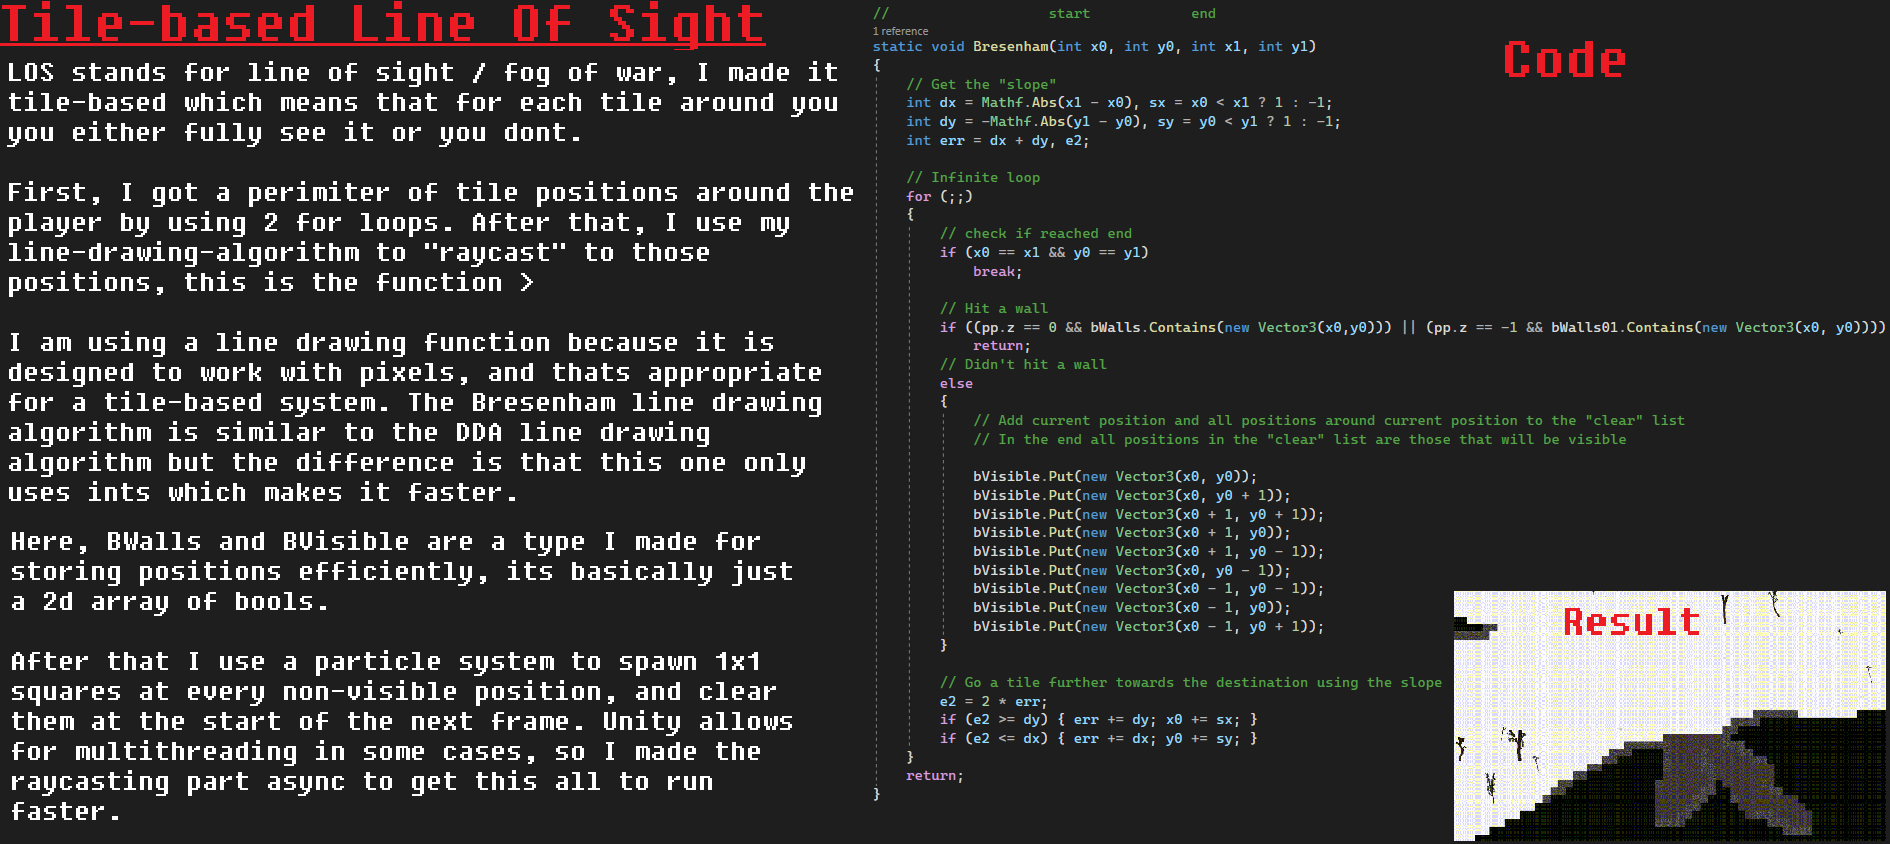 Tile-based Line Of Sight
LOS stands for line of sight / fog of war, I made it
tile-based which means that for each tile around you
you either fully see it or you dont.
First, I got a perimiter of tile positions around the
player by using 2 for loops. After that, I use my
line-drawing-algorithm to "raycast" to those
positions, this is the function >
I am using a line drawing function because it is
designed to work with pixels, and thats appropriate
for a tile-based system. The Bresenham line drawing
algorithm is similar to the DDA line drawing
algorithm but the difference is that this one only
uses ints which makes it faster.
Here, BWalls and BVisible are a type I made for
storing positions efficiently, its basically just
a 2d array of bools.
After that I use a particle system to spawn 1x1
squares at every non-visible position, and clear
them at the start of the next frame. Unity allows
for multithreading in some cases, so I made the
raycasting part async to get this all to run
faster.
Code
// start end
1 reference
static void Bresenham(int x0, int y0, int x1, int y1)
{
// Get the "slope"
int dx = Mathf.Abs(x1 - x0), sx = x0 < x1 ? 1 : -1;
int dy = -Mathf.Abs(y1 - y0), sy = y0 < y1 ? 1 : -1;
int err = dx + dy, e2;
// Infinite loop
for (;;)
{
// check if reached end
if (x0 == x1 && y0 == y1)
break;
// Hit a wall
if ((pp.z == 0 && bWalls.Contains(new Vector3(x0,y0))) || (pp.z == -1 && bWalls01.Contains(new Vector3(x0, y0))))
return;
// Didn't hit a wall
else
{
// Add current position and all positions around current position to the "clear" list
// In the end all positions in the "clear" list are those that will be visible
bVisible.Put(new Vector3(x0, y0));
bVisible.Put(new Vector3(x0, y0 + 1));
bVisible.Put(new Vector3(x0 + 1, y0 + 1));
bVisible.Put(new Vector3(x0 + 1, y0));
bVisible.Put(new Vector3(x0 + 1, y0 - 1));
bVisible.Put(new Vector3(x0, y0 - 1));
bVisible.Put(new Vector3(x0 - 1, y0 - 1));
bVisible.Put(new Vector3(x0 - 1, y0));
bVisible.Put(new Vector3(x0 - 1, y0 + 1));
}
// Go a tile further towards the destination using the slope
e2 = 2 * err;
if (e2 >= dy) { err += dy; x0 += sx; }
if (e2 <= dx) { err += dx; y0 += sy; }
}
return;
}
Result